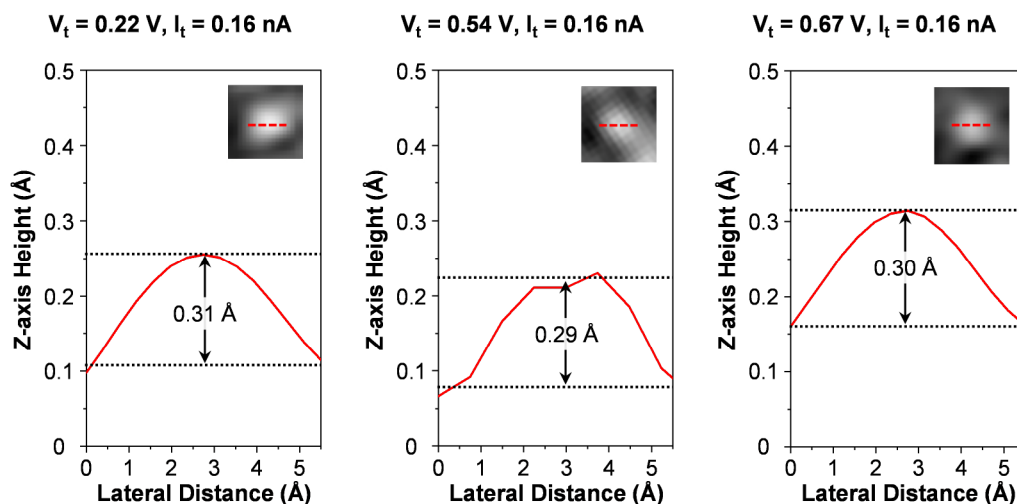 V_t = 0.22 V, I_t = 0.16 nA
Z-axis Height (Å)
0.5
0.4
0.3
0.2
0.1
0
0.31 Å
0 1 2 3 4 5
Lateral Distance (Å)
V_t = 0.54 V, I_t = 0.16 nA
Z-axis Height (Å)
0.5
0.4
0.3
0.2
0.1
0
0.29 Å
0 1 2 3 4 5
Lateral Distance (Å)
V_t = 0.67 V, I_t = 0.16 nA
Z-axis Height (Å)
0.5
0.4
0.3
0.2
0.1
0
0.30 Å
0 1 2 3 4 5
Lateral Distance (Å)